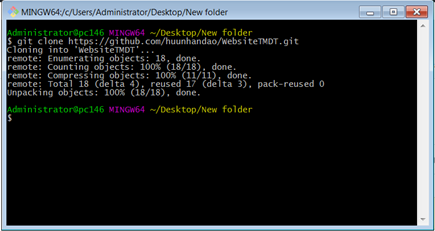 MINGW64:/c/Users/Administrator/Desktop/New folder
Administrator@pc146 MINGW64 ~/Desktop/New folder
$ git clone https://github.com/huunhandao/WebsiteTMDT.git
Cloning into 'WebsiteTMDT'...
remote: Enumerating objects: 18, done.
remote: Counting objects: 100% (18/18), done.
remote: Compressing objects: 100% (11/11), done.
remote: Total 18 (delta 4), reused 17 (delta 3), pack-reused 0
Unpacking objects: 100% (18/18), done.
Administrator@pc146 MINGW64 ~/Desktop/New folder
$